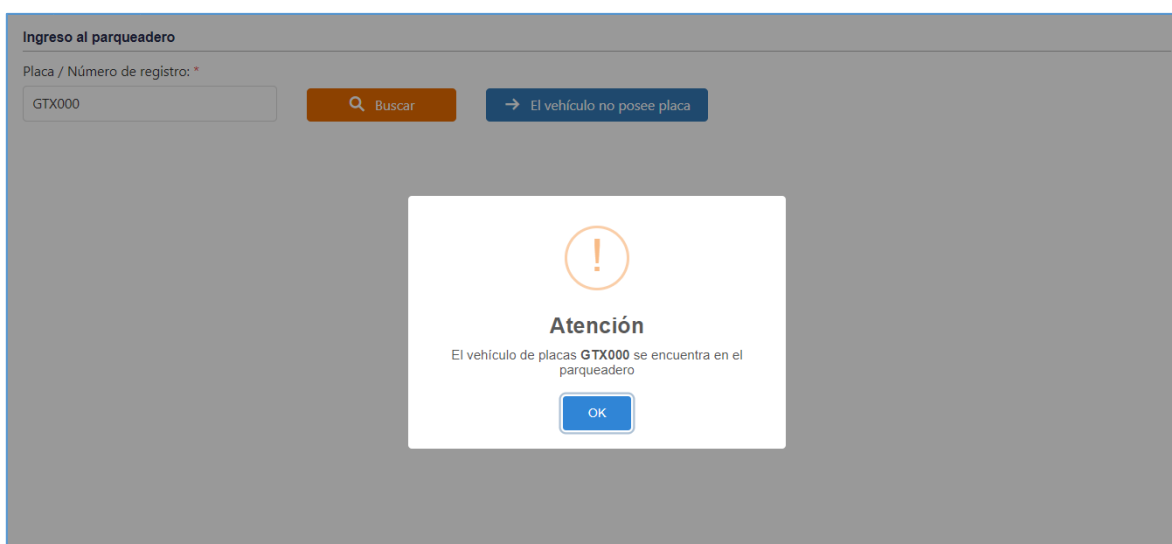 Ingreso al parqueadero
Placa / Número de registro: *
GTX000
Buscar
El vehículo no posee placa
!
Atención
El vehículo de placas GTX000 se encuentra en el
parqueadero
OK